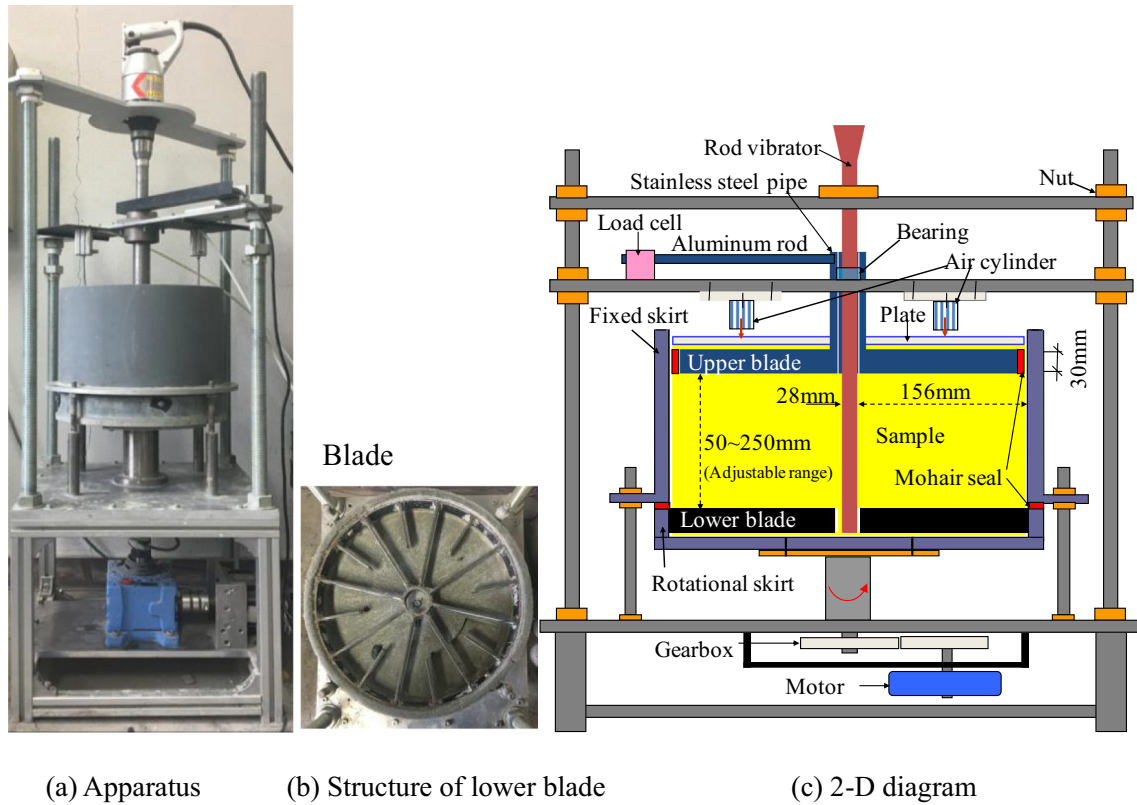 Rod vibrator
Stainless steel pipe
Nut
Load cell
Aluminum rod
Bearing
Air cylinder
Fixed skirt
Plate
Upper blade
30mm
28mm
156mm
50~250mm
(Adjustable range)
Sample
Mohair seal
Lower blade
Rotational skirt
Gearbox
Motor
Blade
(a) Apparatus
(b) Structure of lower blade
(c) 2-D diagram